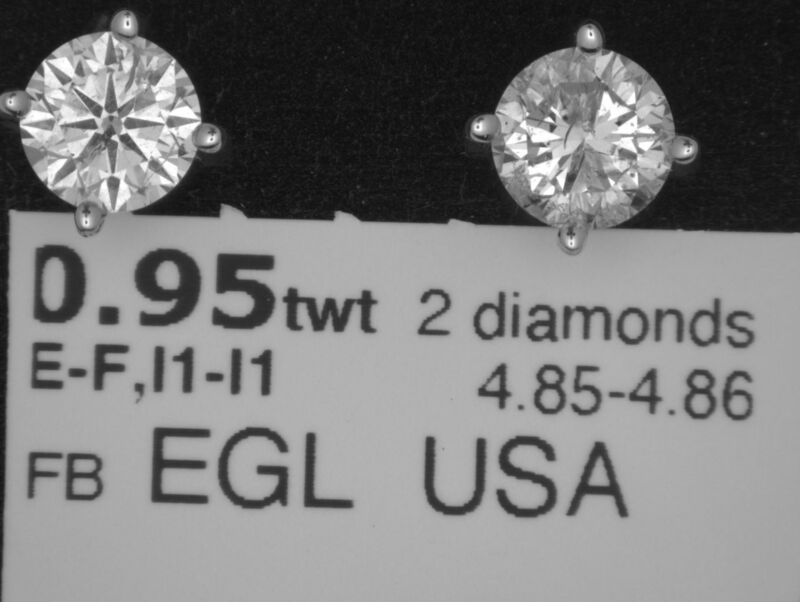 0.95twt 2 diamonds
E-F,I1-I1 4.85-4.86
FB EGL USA